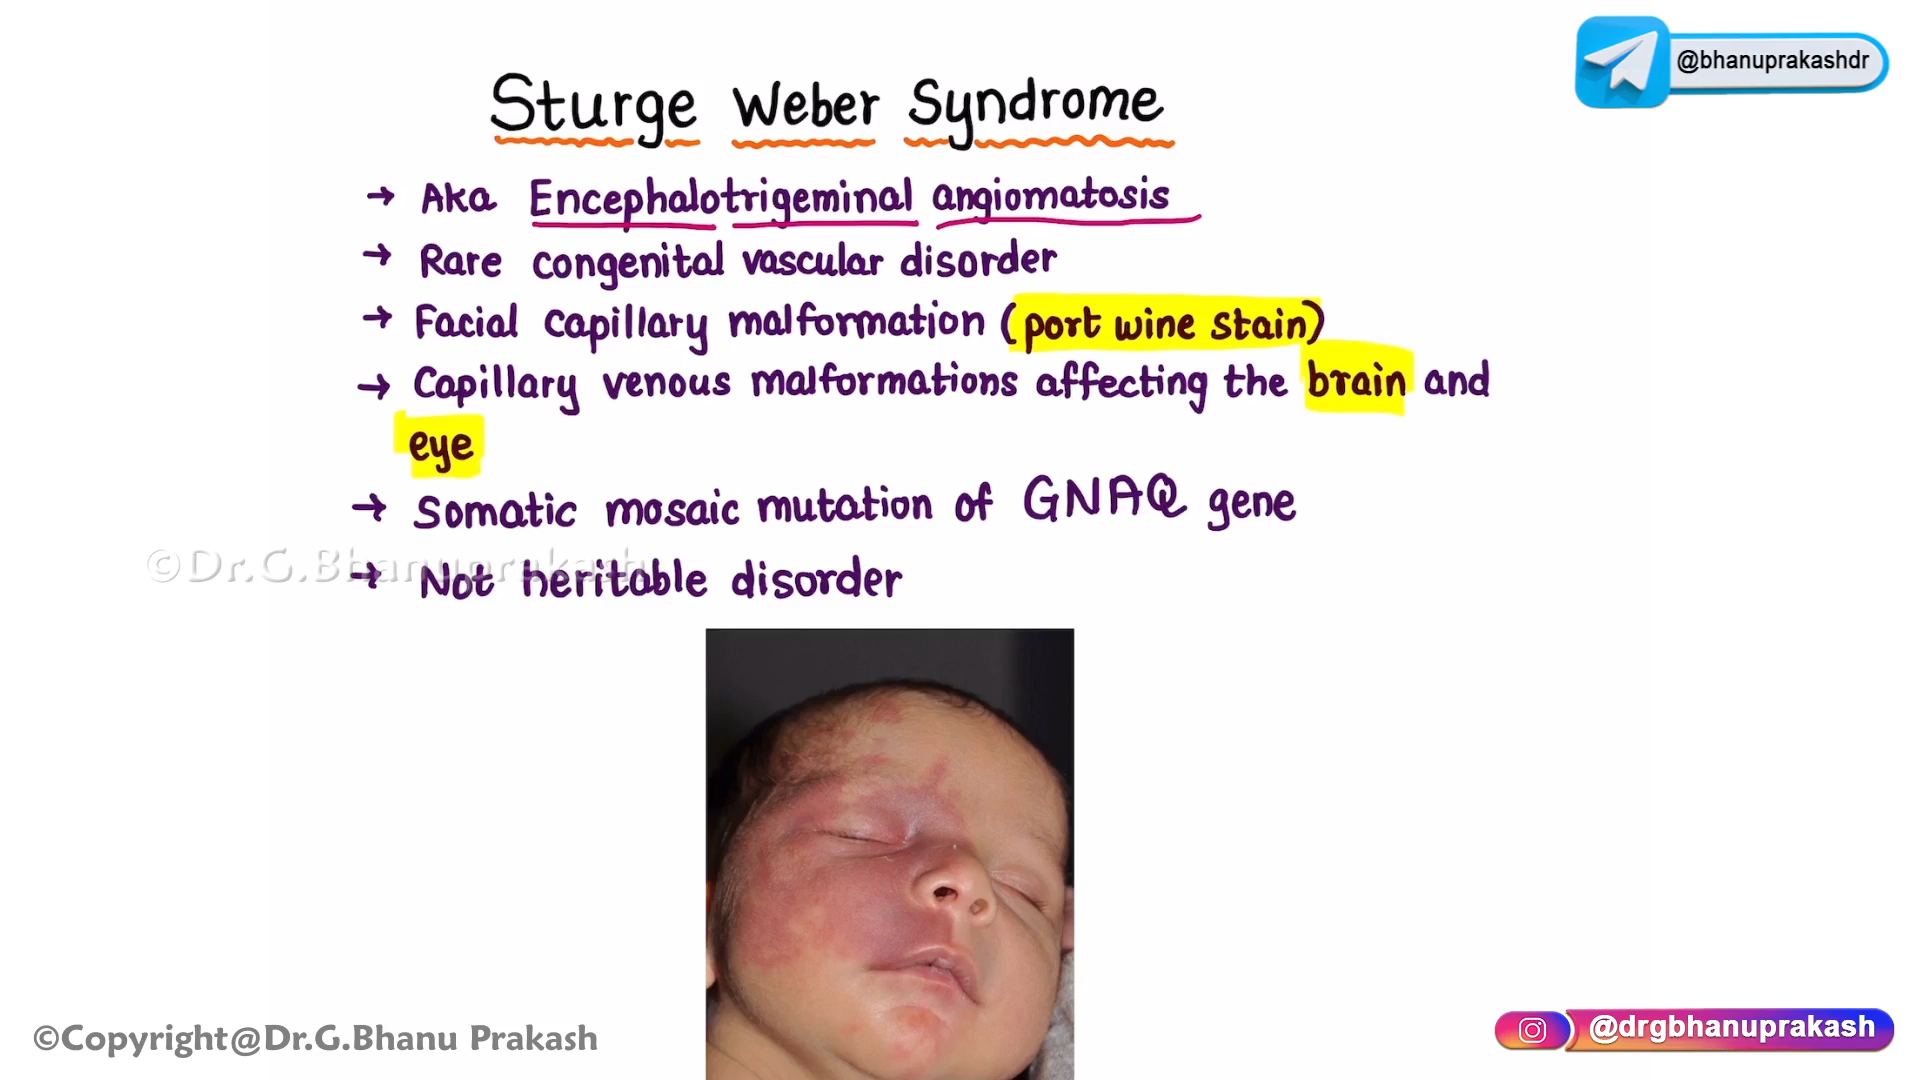 @bhanuprakashdr
Sturge Weber Syndrome
→ Aka Encephalotrigeminal angiomatosis
→ Rare congenital vascular disorder
→ Facial capillary malformation (port wine stain)
→ Capillary venous malformations affecting the brain and
eye
→ Somatic mosaic mutation of GNAQ gene
©Dr.G.Bhanuprakash
→ Not heritable disorder
©Copyright@Dr.G.Bhanu Prakash
@drgbhanuprakash